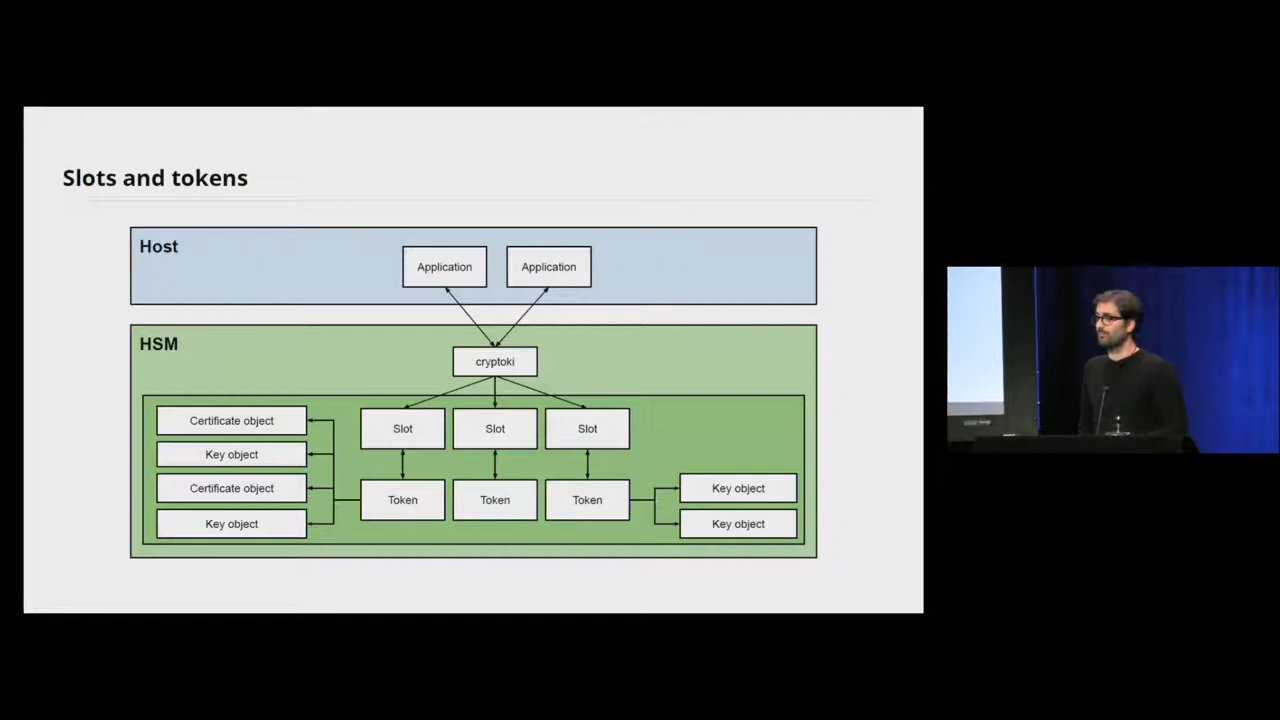 Slots and tokens
Host
Application
Application
HSM
cryptoki
Certificate object
Key object
Certificate object
Key object
Slot
Slot
Slot
Token
Token
Token
Key object
Key object